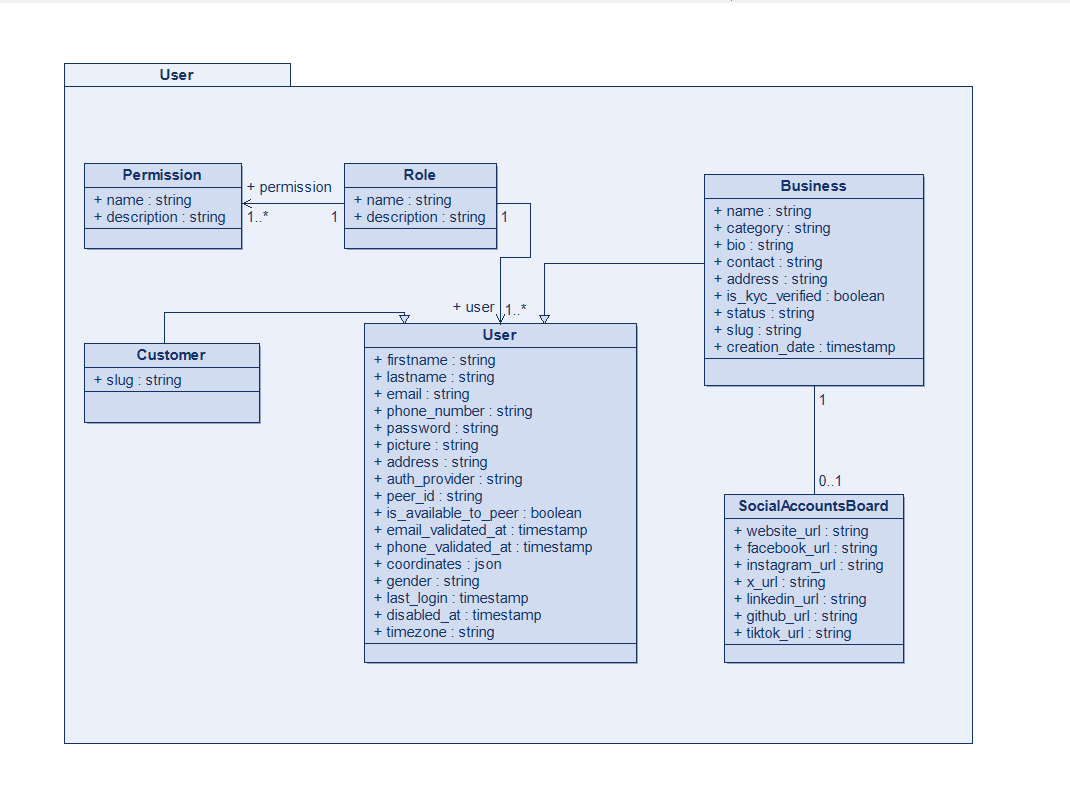 User
Permission
+ name : string
+ description : string
+ permission
1..*
1
Role
+ name : string
+ description : string
1
+ user
1..*
Business
+ name : string
+ category : string
+ bio : string
+ contact : string
+ address : string
+ is_kyc_verified : boolean
+ status : string
+ slug : string
+ creation_date : timestamp
Customer
+ slug : string
User
+ firstname : string
+ lastname : string
+ email : string
+ phone_number : string
+ password : string
+ picture : string
+ address : string
+ auth_provider : string
+ peer_id : string
+ is_available_to_peer : boolean
+ email_validated_at : timestamp
+ phone_validated_at : timestamp
+ coordinates : json
+ gender : string
+ last_login : timestamp
+ disabled_at : timestamp
+ timezone : string
1
0..1
SocialAccountsBoard
+ website_url : string
+ facebook_url : string
+ instagram_url : string
+ x_url : string
+ linkedin_url : string
+ github_url : string
+ tiktok_url : string